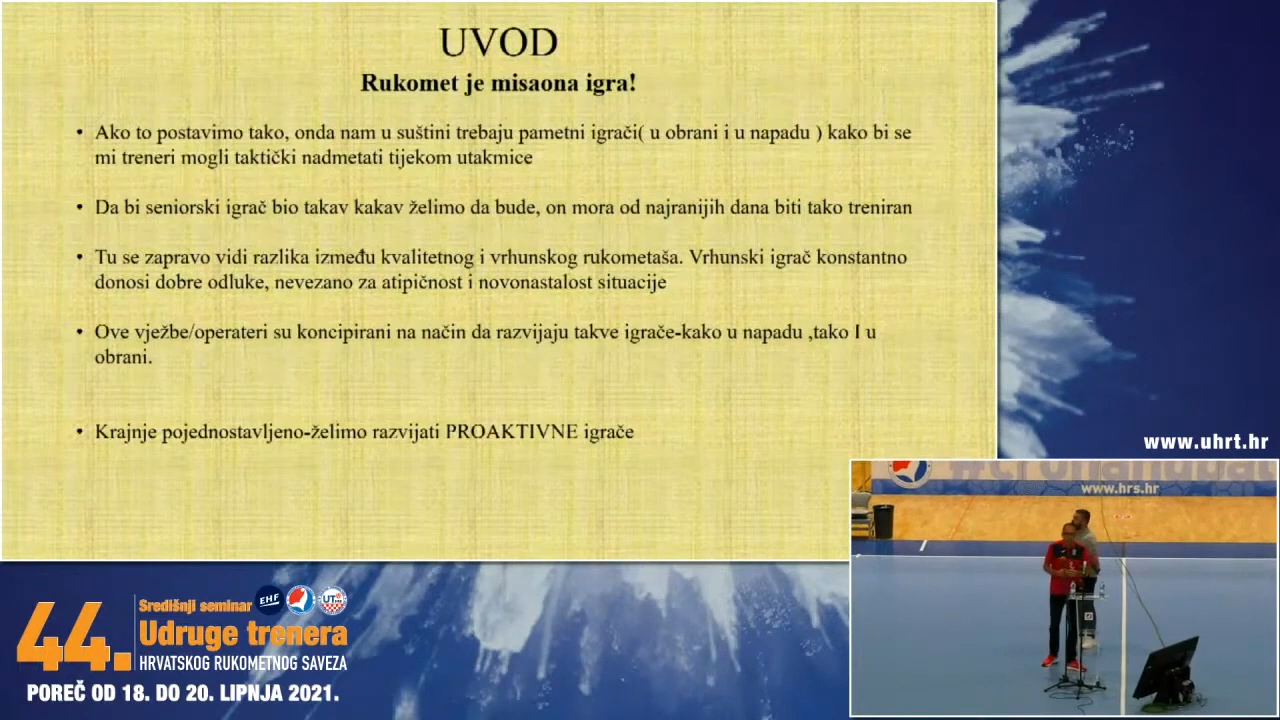 UVOD
Rukomet je misaona igra!
• Ako to postavimo tako, onda nam u suštini trebaju pametni igrači( u obrani i u napadu ) kako bi se
mi treneri mogli taktički nadmetati tijekom utakmice
• Da bi seniorski igrač bio takav kakav želimo da bude, on mora od najranijih dana biti tako treniran
• Tu se zapravo vidi razlika između kvalitetnog i vrhunskog rukometaša. Vrhunski igrač konstantno
donosi dobre odluke, nevezano za atipičnost i novonastalost situacije
• Ove vježbe/operateri su koncipirani na način da razvijaju takve igrače-kako u napadu ,tako I u
obrani.
• Krajnje pojednostavljeno-želimo razvijati PROAKTIVNE igrače
www.uhrt.hr
www.hrs.hr
44.
Središnji seminar
EHF
Udruge trenera
HRVATSKOG RUKOMETNOG SAVEZA
POREČ OD 18. DO 20. LIPNJA 2021.